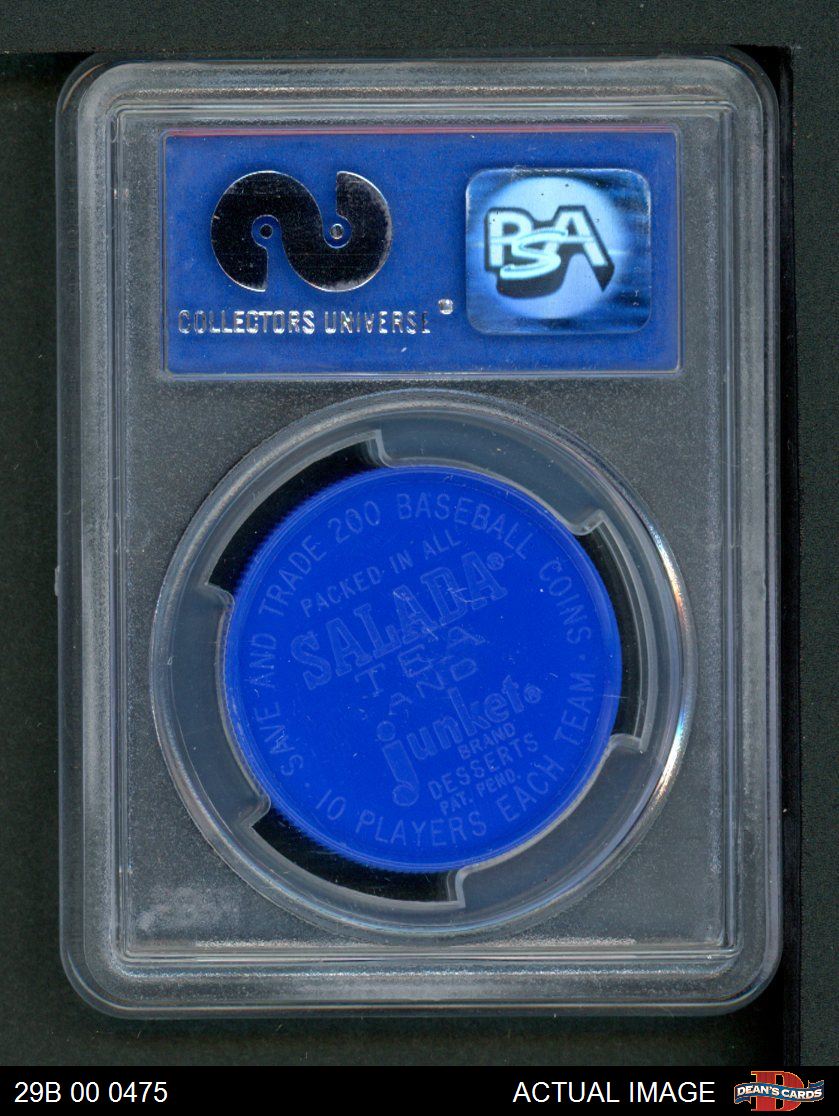 COLLECTORS UNIVERSE
PSA
SAVE AND TRADE 200 BASEBALL COINS · 10 PLAYERS EACH TEAM ·
PACKED IN ALL
SALADA®
TEA
AND
junket®
BRAND
DESSERTS
PAT. PEND.
29B 00 0475
ACTUAL IMAGE
D
DEAN'S CARDS